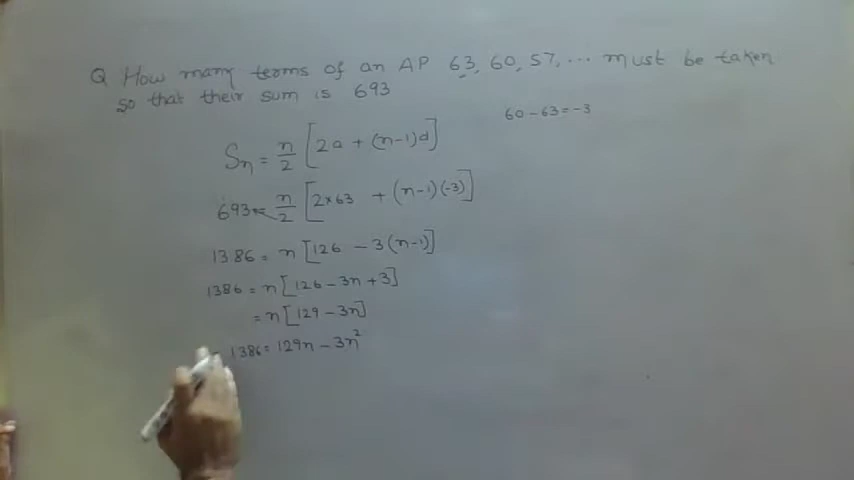 Q How many terms of an AP 63, 60, 57, ... must be taken
so that their sum is 693
60 - 63 = -3
Sn = n/2 [2a + (n-1)d]
693 = n/2 [2×63 + (n-1)(-3)]
1386 = n [126 - 3(n-1)]
1386 = n [126 - 3n + 3]
= n [129 - 3n]
1386 = 129n - 3n²